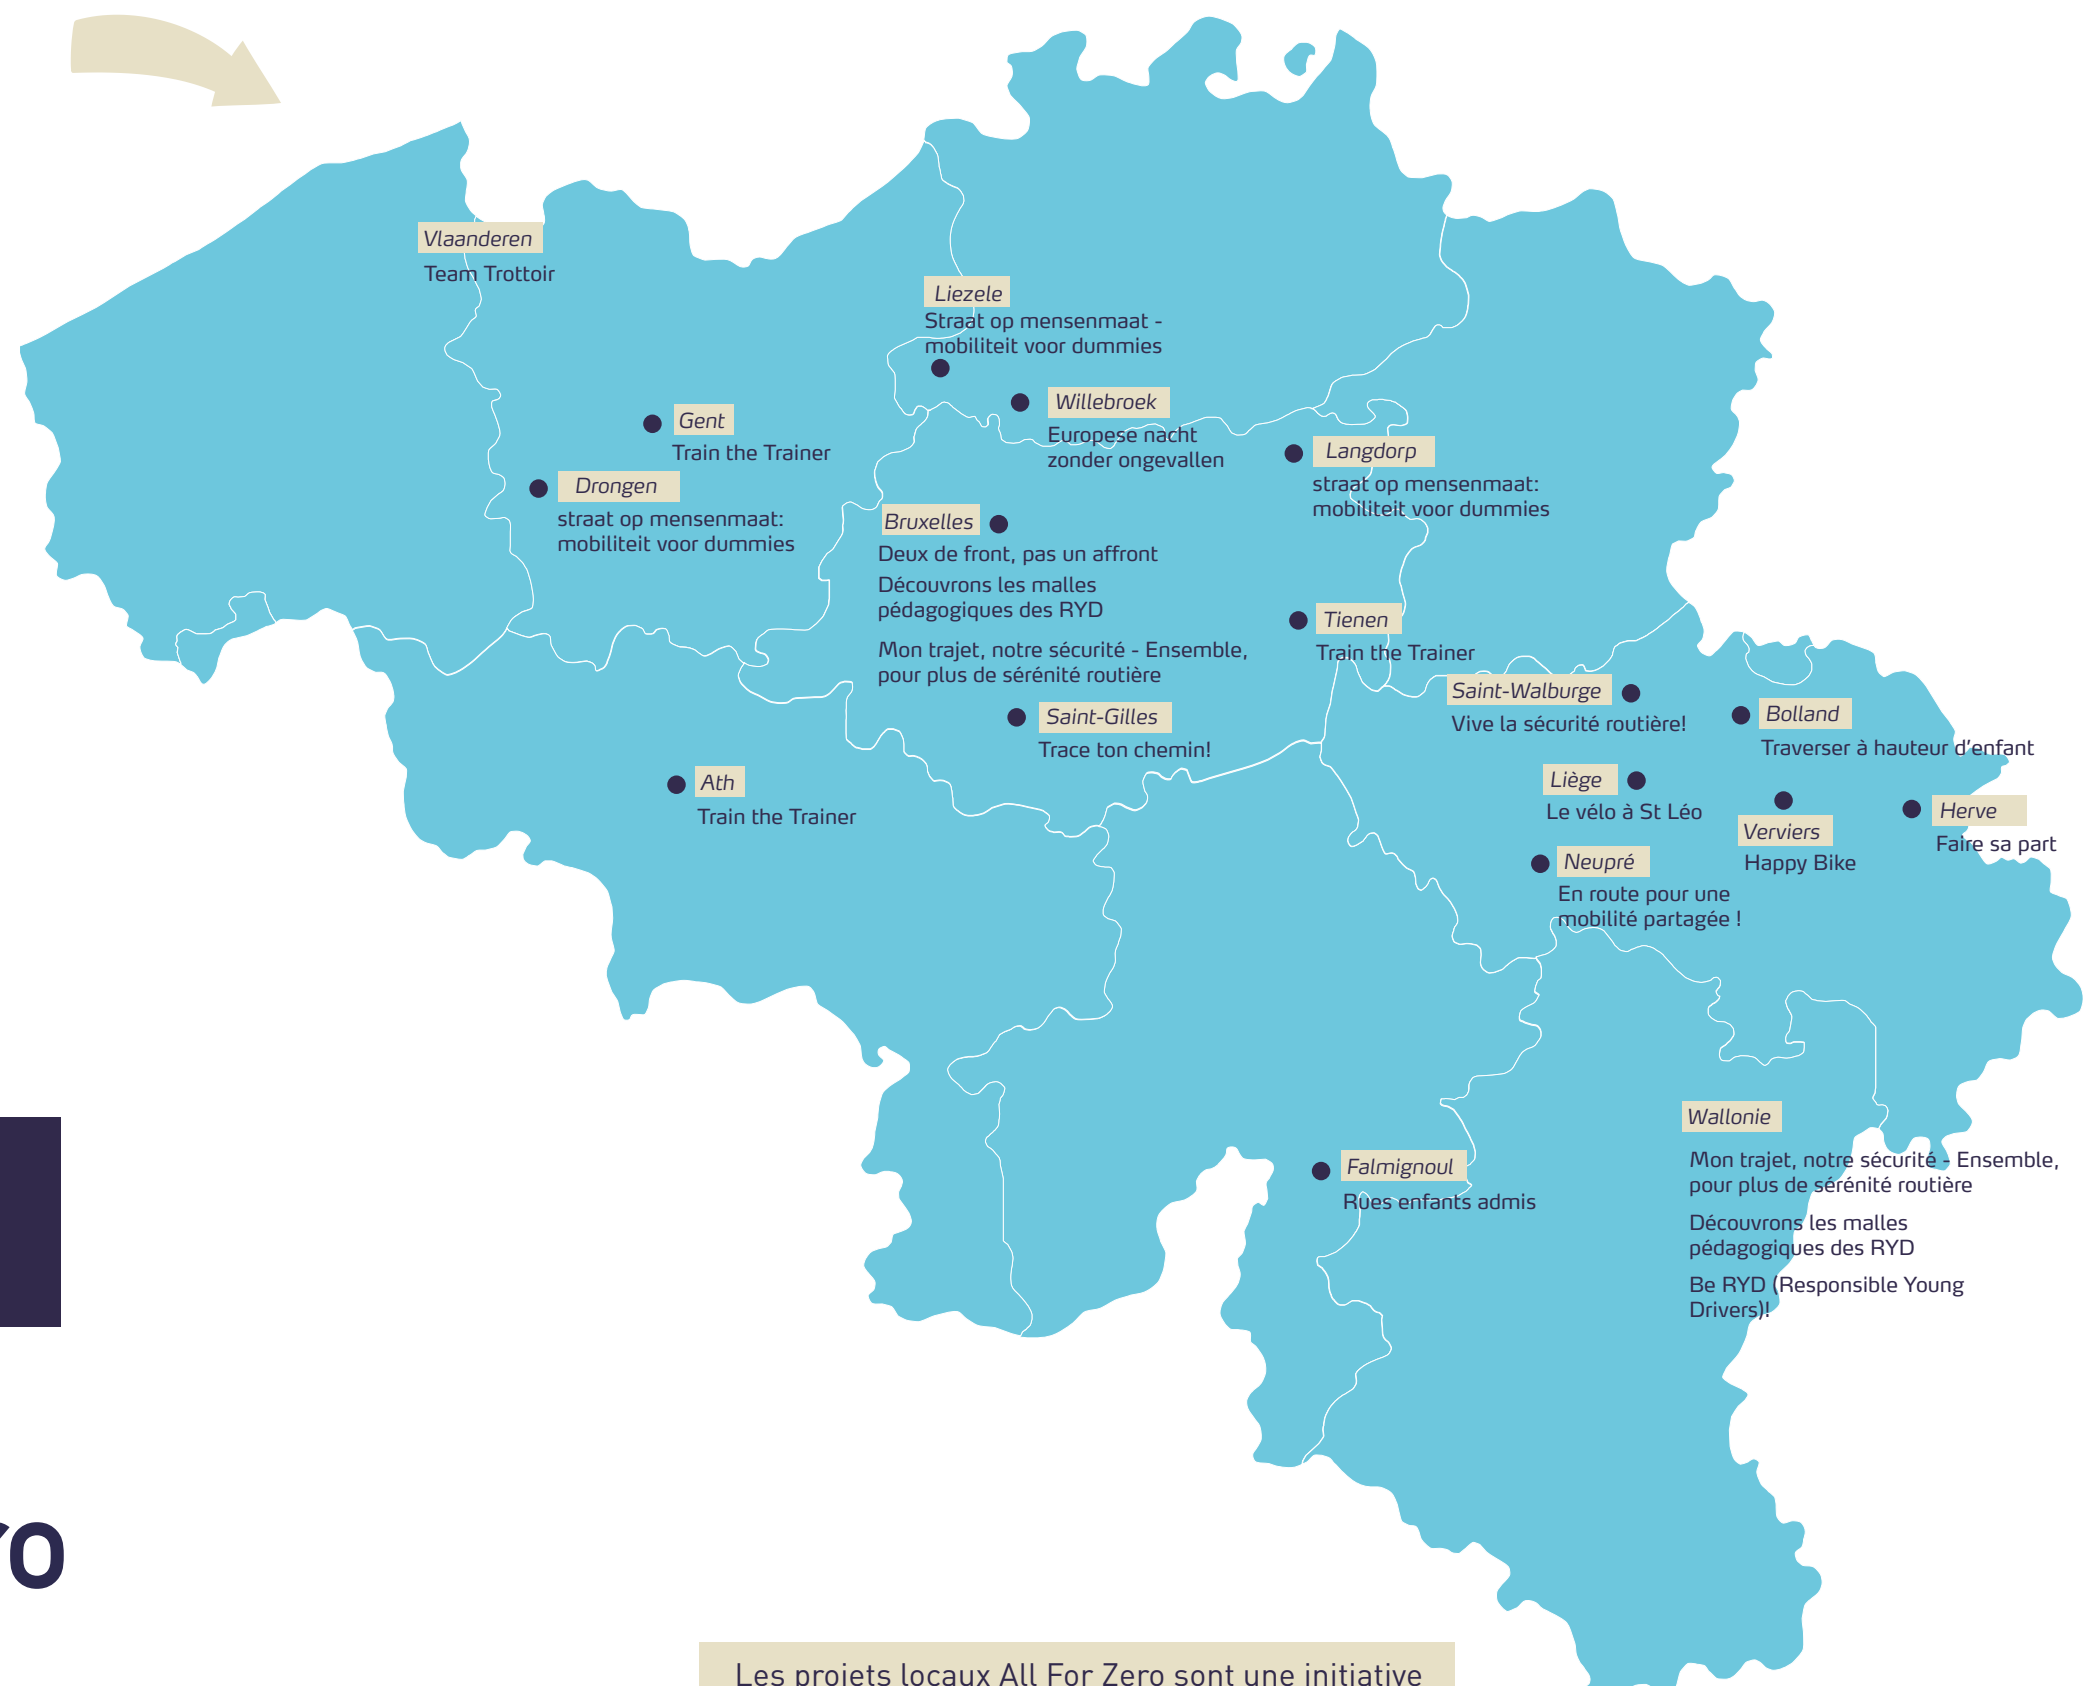 Vlaanderen
Team Trottoir
Liezele
Straat op mensenmaat -
mobiliteit voor dummies
Willebroek
Europese nacht
zonder ongevallen
Gent
Train the Trainer
Drongen
straat op mensenmaat:
mobiliteit voor dummies
Langdorp
straat op mensenmaat:
mobiliteit voor dummies
Bruxelles
Deux de front, pas un affront
Découvrons les malles
pédagogiques des RYD
Mon trajet, notre sécurité - Ensemble,
pour plus de sérénité routière
Tienen
Train the Trainer
Saint-Gilles
Trace ton chemin!
Saint-Walburge
Vive la sécurité routière!
Bolland
Traverser à hauteur d'enfant
Ath
Train the Trainer
Liège
Le vélo à St Léo
Verviers
Happy Bike
Herve
Faire sa part
Neupré
En route pour une
mobilité partagée !
Falmignoul
Rues enfants admis
Wallonie
Mon trajet, notre sécurité - Ensemble,
pour plus de sérénité routière
Découvrons les malles
pédagogiques des RYD
Be RYD (Responsible Young
Drivers)!
Les projets locaux All For Zero sont une initiative